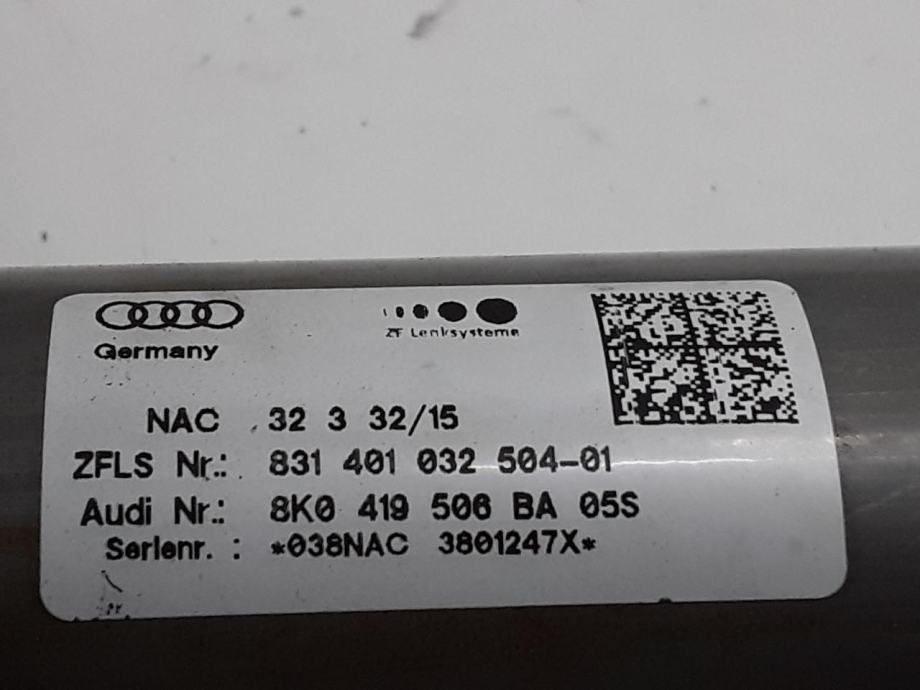 Germany
ZF Lenksysteme
NAC 32 3 32/15
ZFLS Nr.: 831 401 032 504-01
Audi Nr.: 8K0 419 506 BA 05S
Serienr. : *038NAC 3801247X*